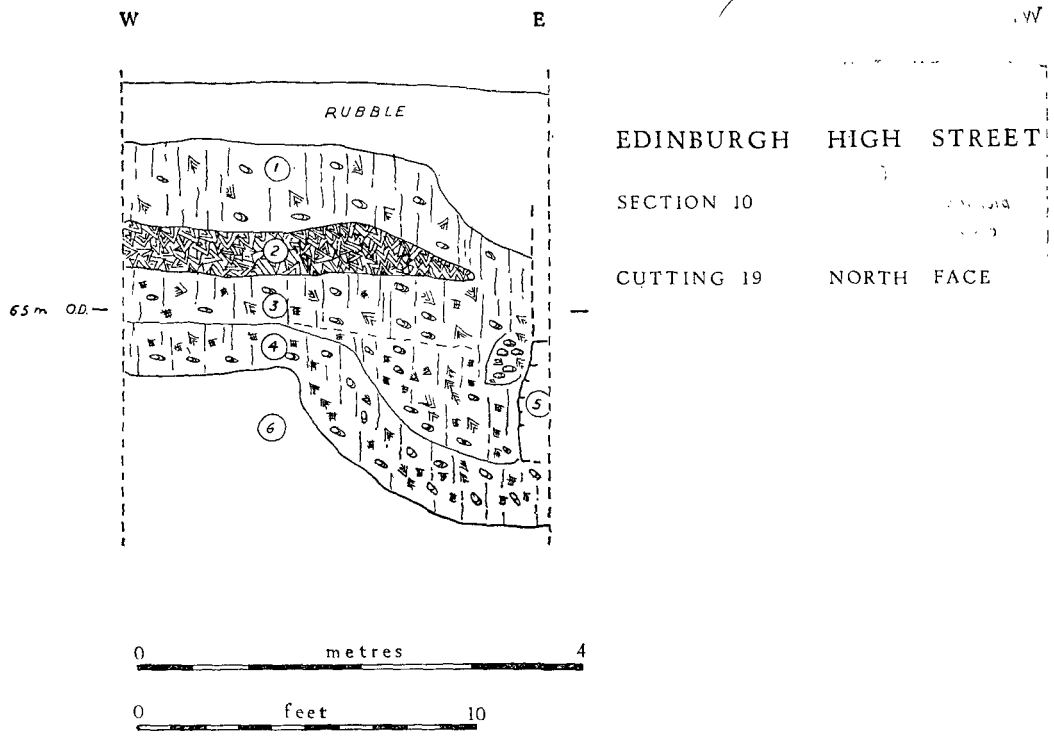 W E
RUBBLE
EDINBURGH HIGH STREET
SECTION 10
CUTTING 19 NORTH FACE
1
2
3
65m O.D.
4
5
6
0 metres 4
0 feet 10